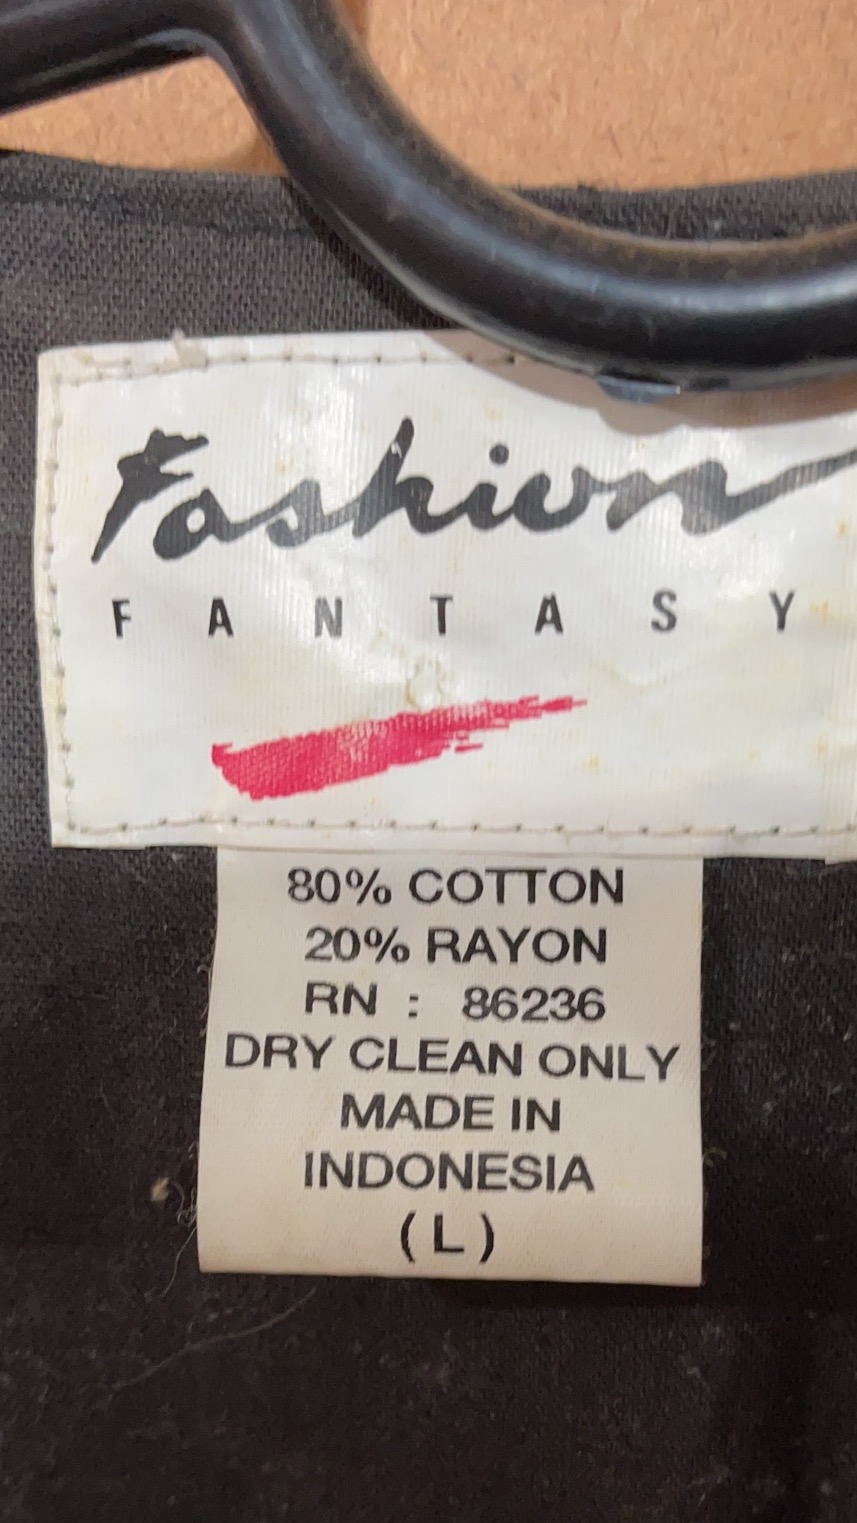 Fashion
FANTASY
80% COTTON
20% RAYON
RN : 86236
DRY CLEAN ONLY
MADE IN
INDONESIA
(L)